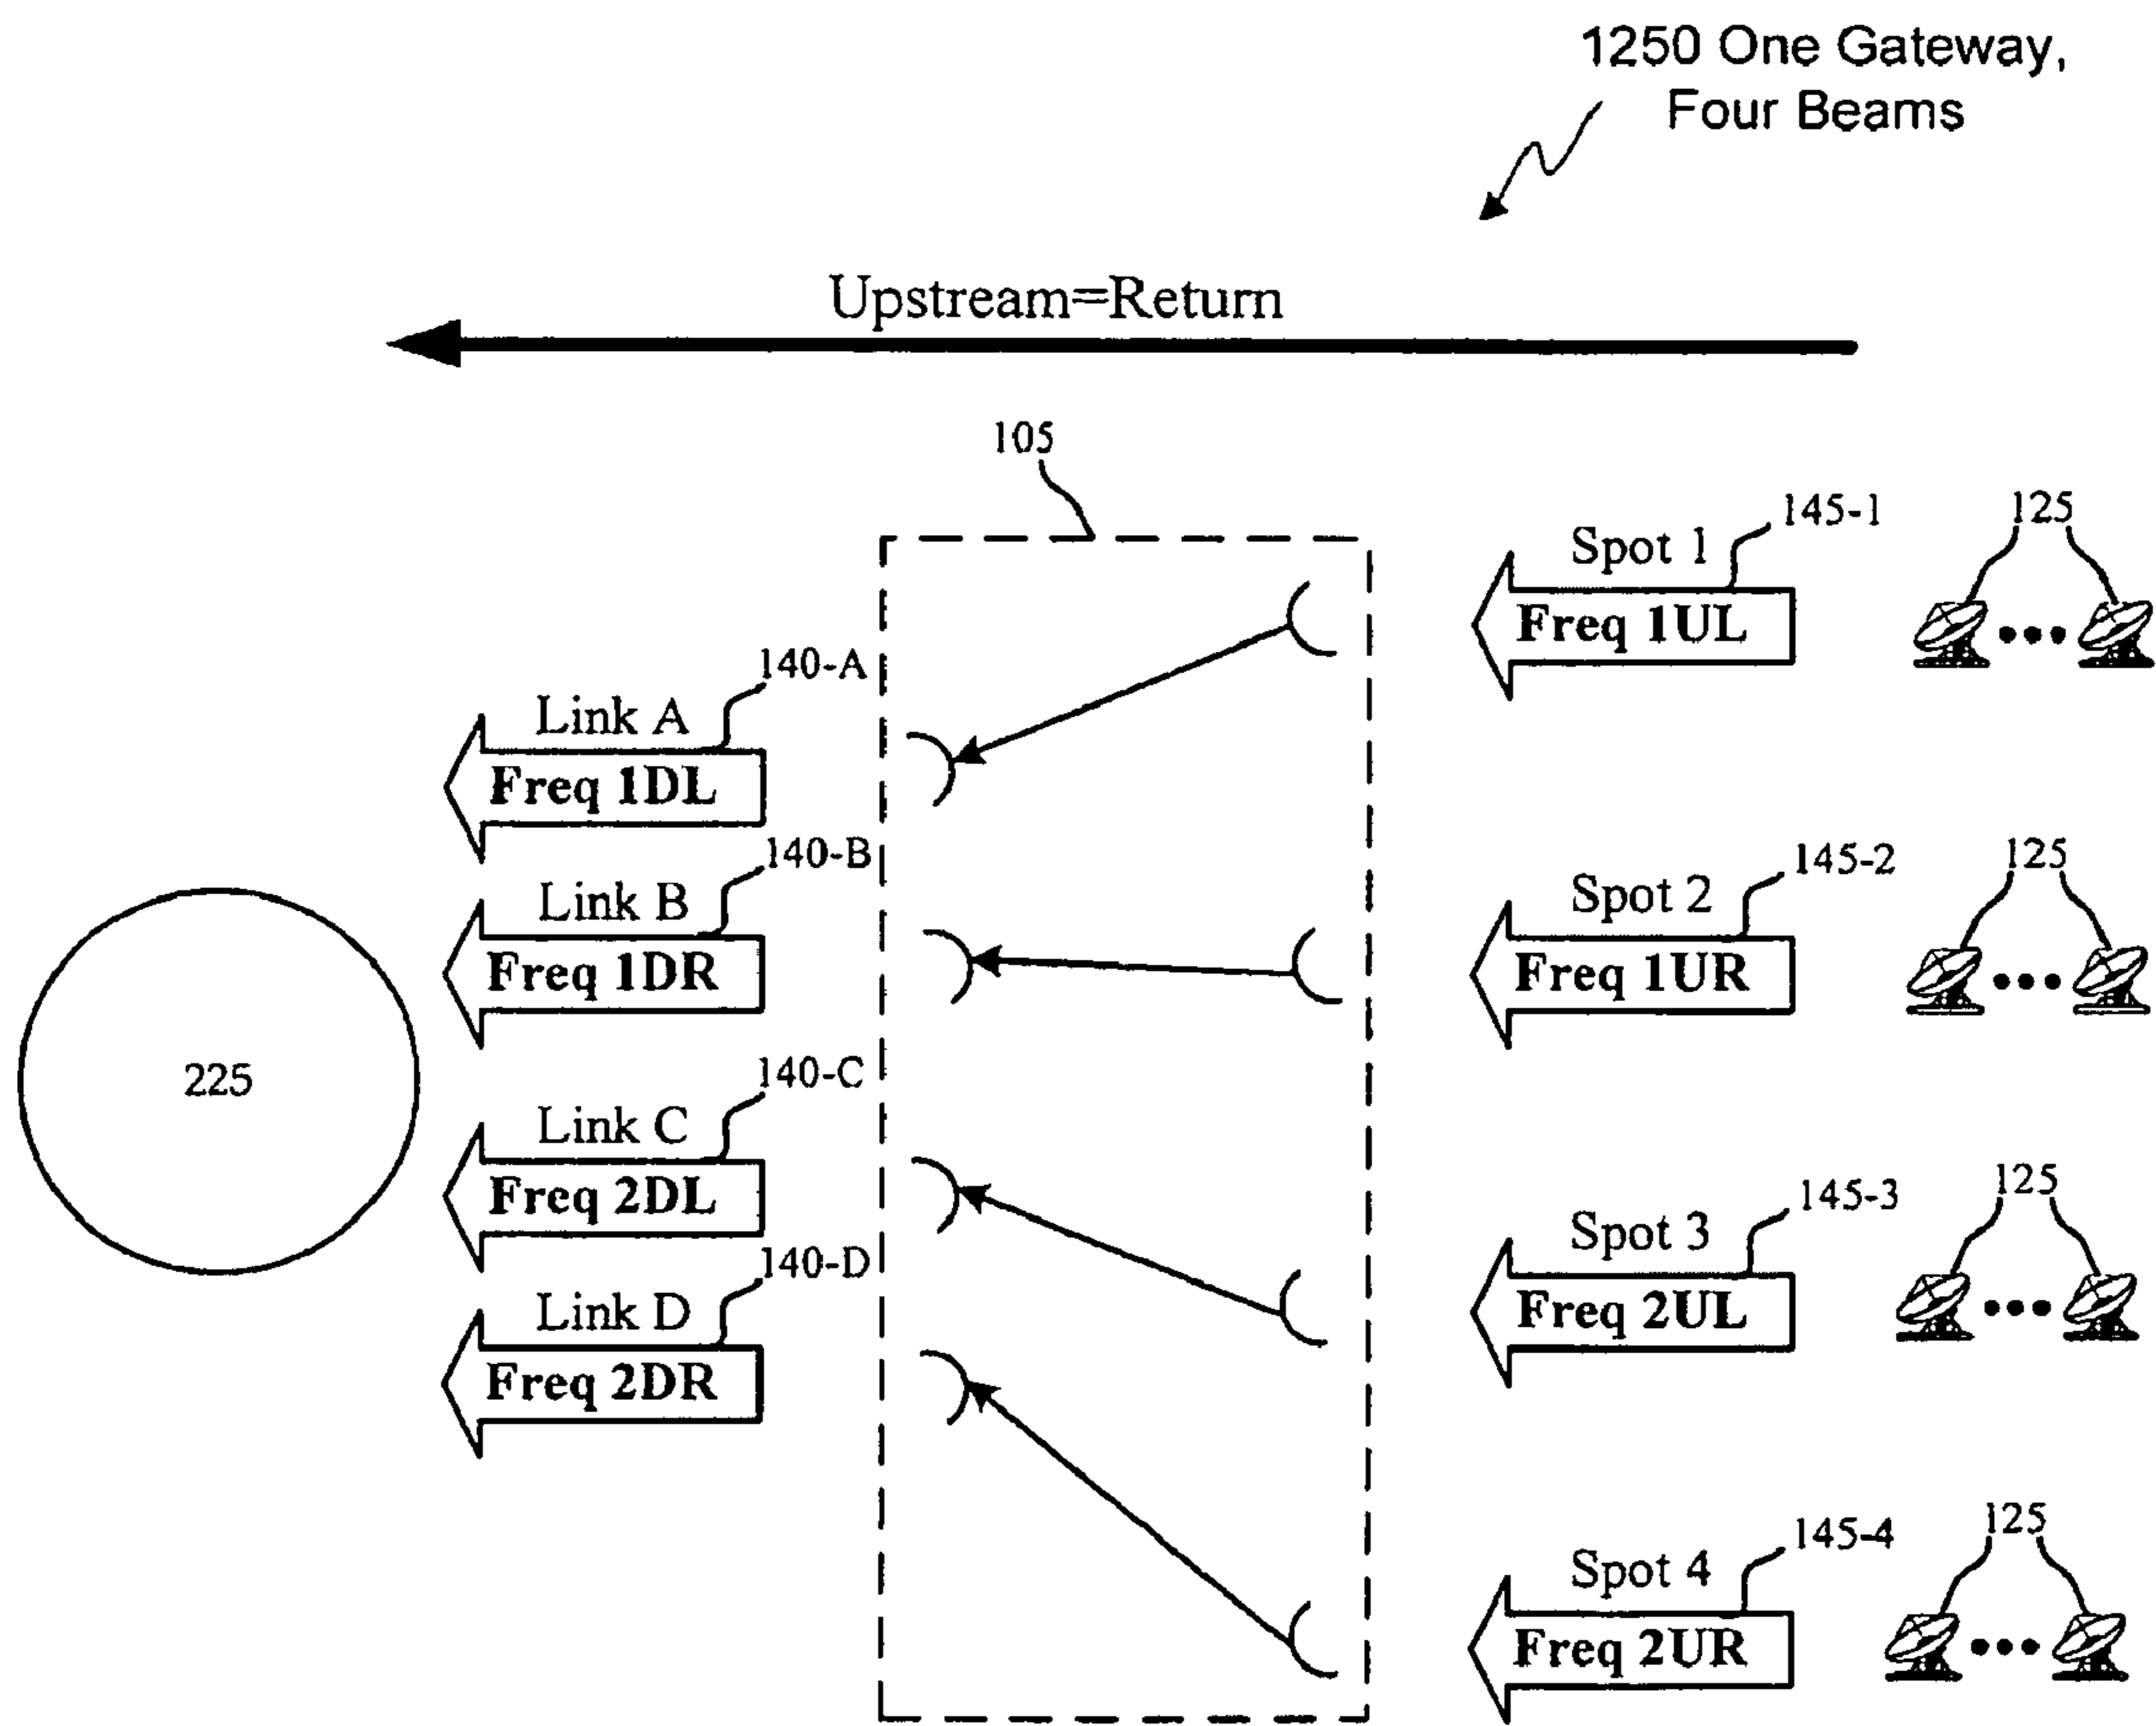 1250 One Gateway,
Four Beams
Upstream=Return
105
Spot 1
145-1
125
Freq 1UL
140-A
Link A
Freq 1DL
140-B
Link B
Freq 1DR
145-2
125
Spot 2
Freq 1UR
225
140-C
Link C
Freq 2DL
145-3
125
Spot 3
Freq 2UL
140-D
Link D
Freq 2DR
145-4
125
Spot 4
Freq 2UR